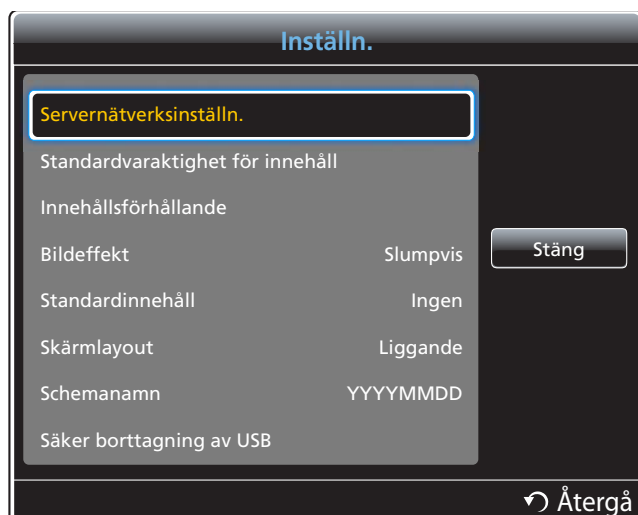 Inställn.
Servernätverksinställn.
Standardvaraktighet för innehåll
Innehållsförhållande
Bildeffekt Slumpvis
Stäng
Standardinnehåll Ingen
Skärmlayout Liggande
Schemanamn YYYYMMDD
Säker borttagning av USB
Återgå